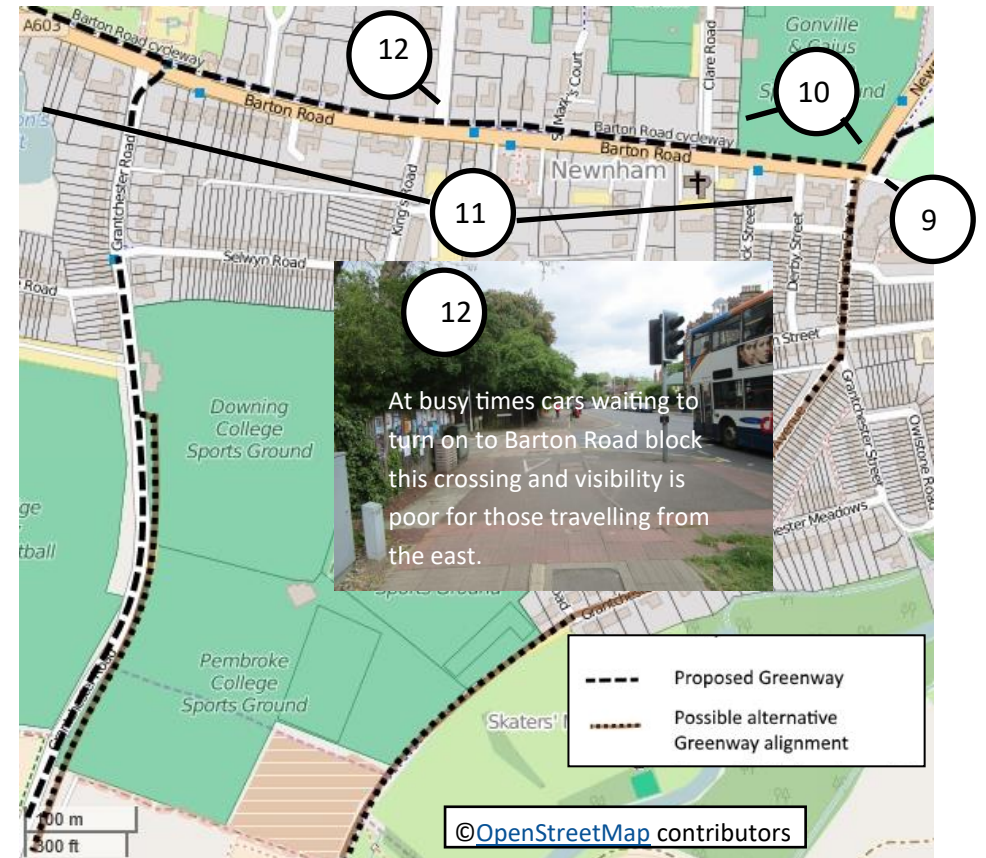 A603
Barton Road cycleway
12
St. Mark's Court
Clare Road
Gonville
& Caius
10
Barton Road
Barton Road cycleway
Barton Road
Newnham
Grantchester Road
King's Road
11
9
Derby Street
Selwyn Road
Road
12
Street
At busy times cars waiting to
turn on to Barton Road block
this crossing and visibility is
poor for those travelling from
the east.
Downing
College
Sports Ground
Avenue
Grantchester Street
Owlstone Road
Meadows
Pembroke
College
Sports Ground
Sports Ground
Skaters'
Proposed Greenway
Possible alternative
Greenway alignment
100 m
300 ft
©OpenStreetMap contributors